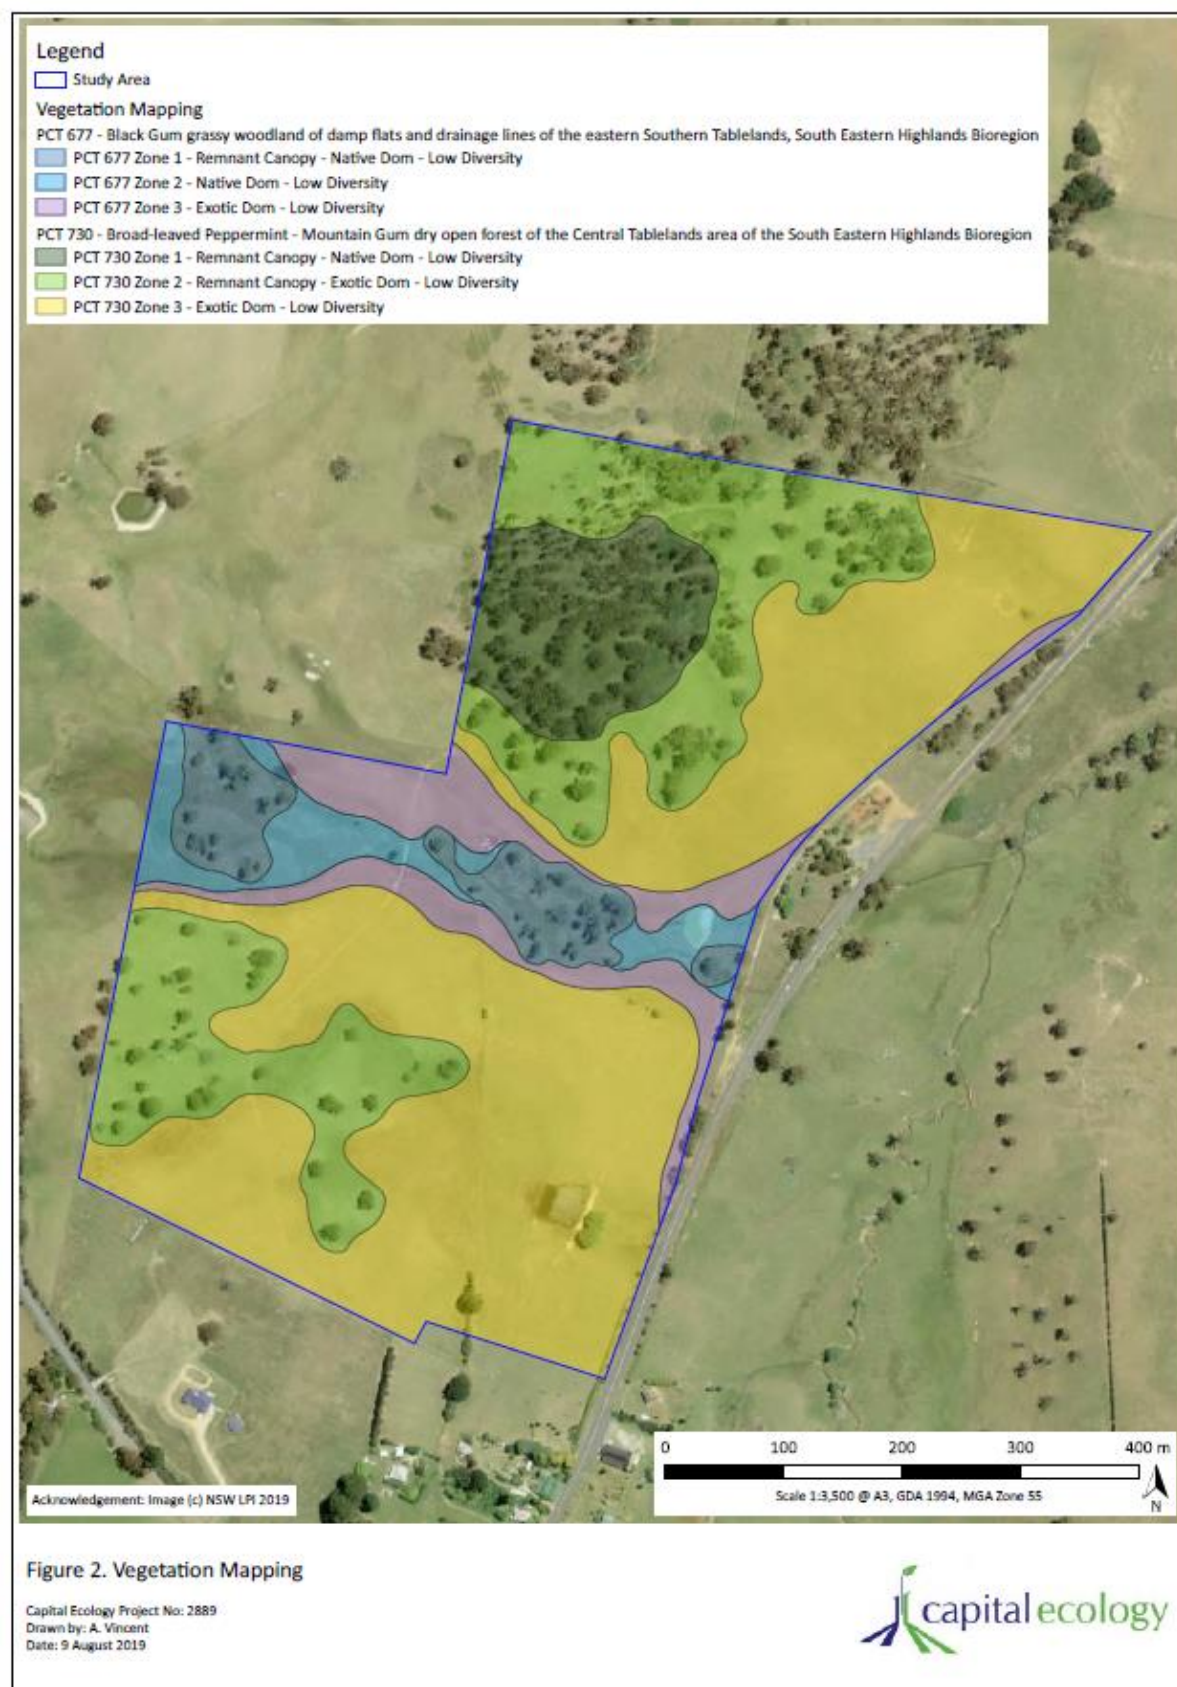 Legend
Study Area
Vegetation Mapping
PCT 677 - Black Gum grassy woodland of damp flats and drainage lines of the eastern Southern Tablelands, South Eastern Highlands Bioregion
PCT 677 Zone 1 - Remnant Canopy - Native Dom - Low Diversity
PCT 677 Zone 2 - Native Dom - Low Diversity
PCT 677 Zone 3 - Exotic Dom - Low Diversity
PCT 730 - Broad-leaved Peppermint - Mountain Gum dry open forest of the Central Tablelands area of the South Eastern Highlands Bioregion
PCT 730 Zone 1 - Remnant Canopy - Native Dom - Low Diversity
PCT 730 Zone 2 - Remnant Canopy - Exotic Dom - Low Diversity
PCT 730 Zone 3 - Exotic Dom - Low Diversity
0 100 200 300 400 m
Scale 1:3,500 @ A3, GDA 1994, MGA Zone 55
N
Acknowledgement: Image (c) NSW LPI 2019
Figure 2. Vegetation Mapping
Capital Ecology Project No: 2889
Drawn by: A. Vincent
Date: 9 August 2019
capital ecology